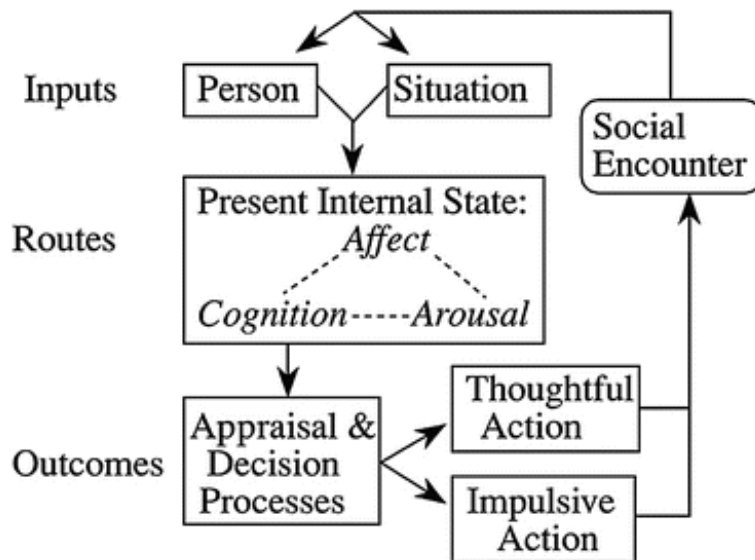 Inputs
Person
Situation
Social
Encounter
Routes
Present Internal State:
Affect
Cognition
Arousal
Outcomes
Appraisal &
Decision
Processes
Thoughtful
Action
Impulsive
Action